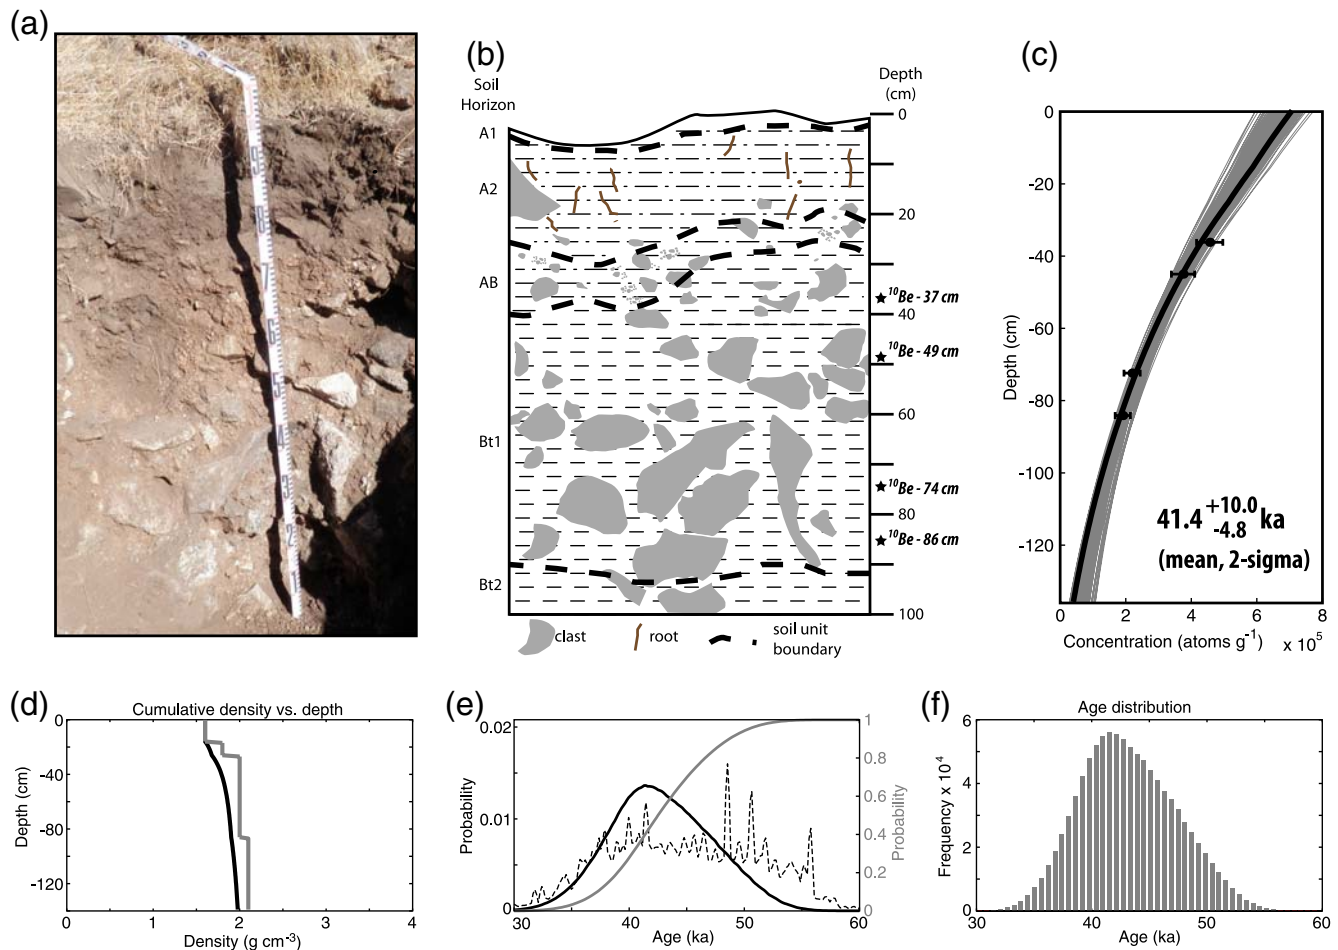 (a)
(b)
Soil
Horizon
Depth
(cm)
A1
A2
AB
Bt1
Bt2
0
20
40
60
80
100
¹⁰Be - 37 cm
¹⁰Be - 49 cm
¹⁰Be - 74 cm
¹⁰Be - 86 cm
clast
root
soil unit
boundary
(c)
0
-20
-40
-60
-80
-100
-120
Depth (cm)
41.4 +10.0 -4.8 ka
(mean, 2-sigma)
0 2 4 6 8
Concentration (atoms g⁻¹) x 10⁵
(d)
Cumulative density vs. depth
0
-40
-80
-120
Depth (cm)
0 1 2 3 4
Density (g cm⁻³)
(e)
0.02
0.01
0.00
Probability
1
0.8
0.6
0.4
0.2
0
Probability
30 40 50 60
Age (ka)
(f)
Age distribution
6
4
2
0
Frequency x 10⁴
30 40 50 60
Age (ka)